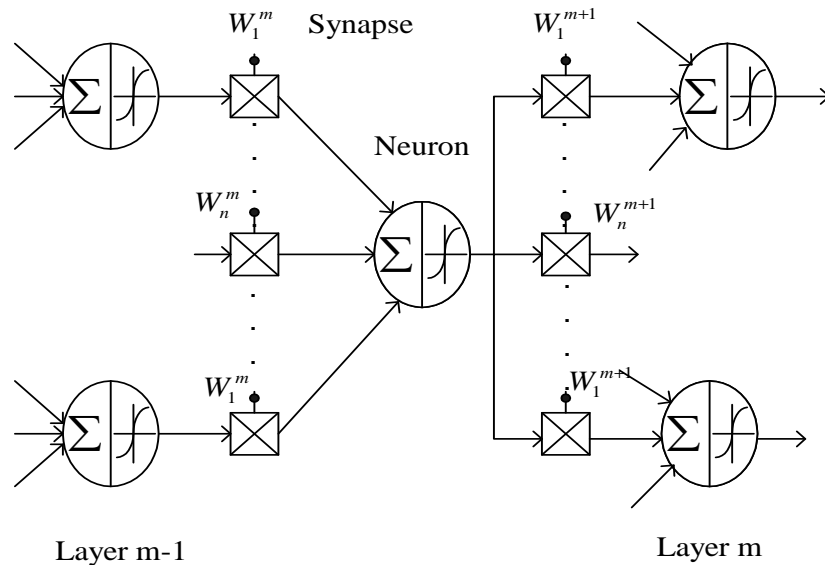 W_1^m Synapse W_1^{m+1}
Σ Σ
Neuron
W_n^m W_n^{m+1}
Σ
W_1^m W_1^{m+1}
Σ Σ
Layer m-1 Layer m